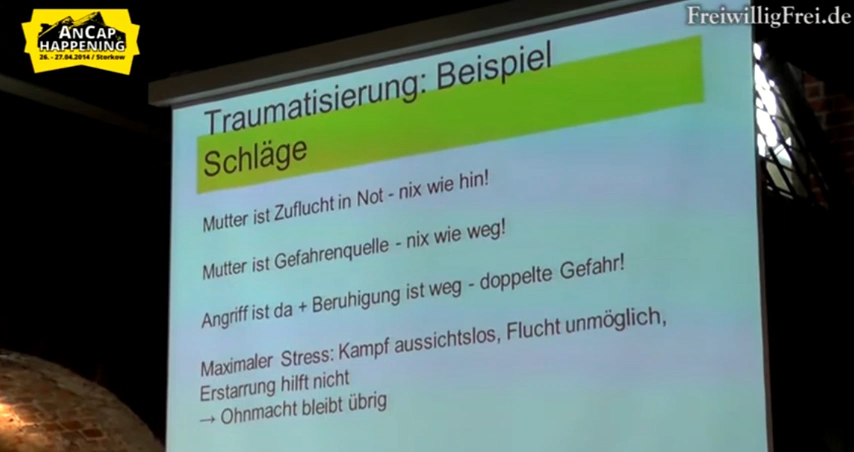 AnCap
HAPPENING
26. - 27.04.2014 / Storkow
FreiwilligFrei.de
Traumatisierung: Beispiel
Schläge
Mutter ist Zuflucht in Not - nix wie hin!
Mutter ist Gefahrenquelle - nix wie weg!
Angriff ist da + Beruhigung ist weg - doppelte Gefahr!
Maximaler Stress: Kampf aussichtslos, Flucht unmöglich,
Erstarrung hilft nicht
→ Ohnmacht bleibt übrig